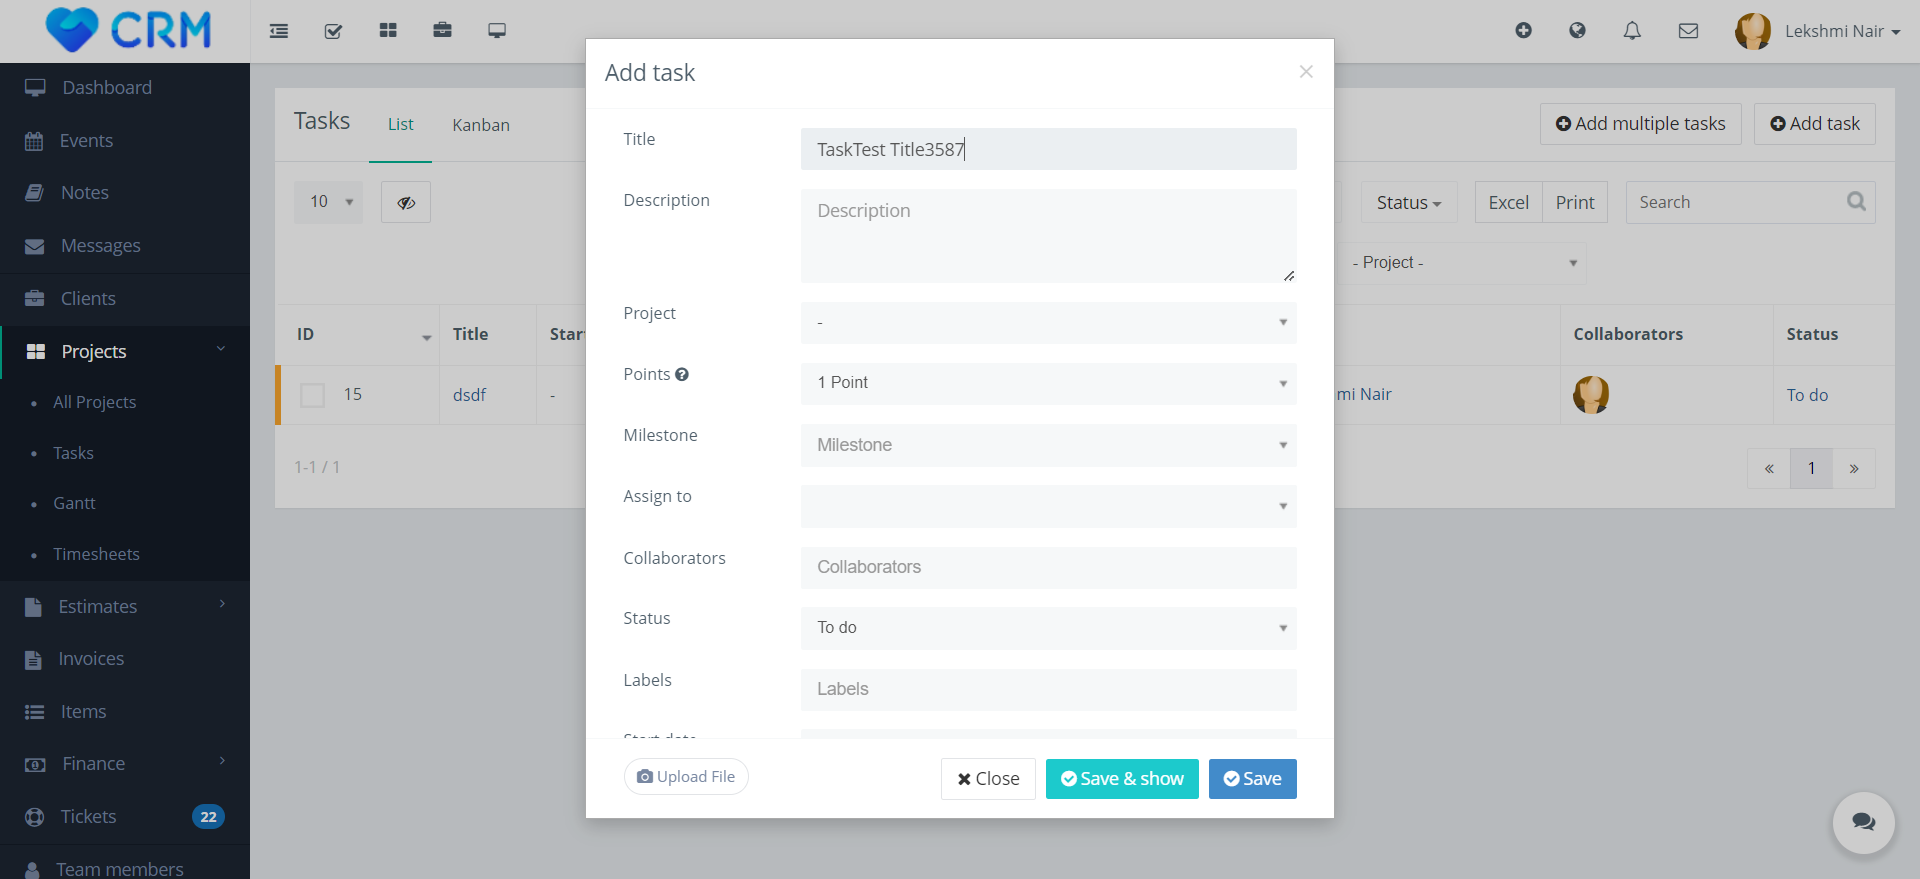 CRM
Lekshmi Nair
Dashboard
Events
Notes
Messages
Clients
Projects
All Projects
Tasks
Gantt
Timesheets
Estimates
Invoices
Items
Finance
Tickets 22
Team members
Tasks List Kanban
Add multiple tasks Add task
10
Status Excel Print Search
- Project -
ID Title Star Collaborators Status
15 dsdf - mi Nair To do
1-1 / 1
« 1 »
Add task ×
Title TaskTest Title3587
Description Description
Project -
Points 1 Point
Milestone Milestone
Assign to
Collaborators Collaborators
Status To do
Labels Labels
Start date
Upload File Close Save & show Save